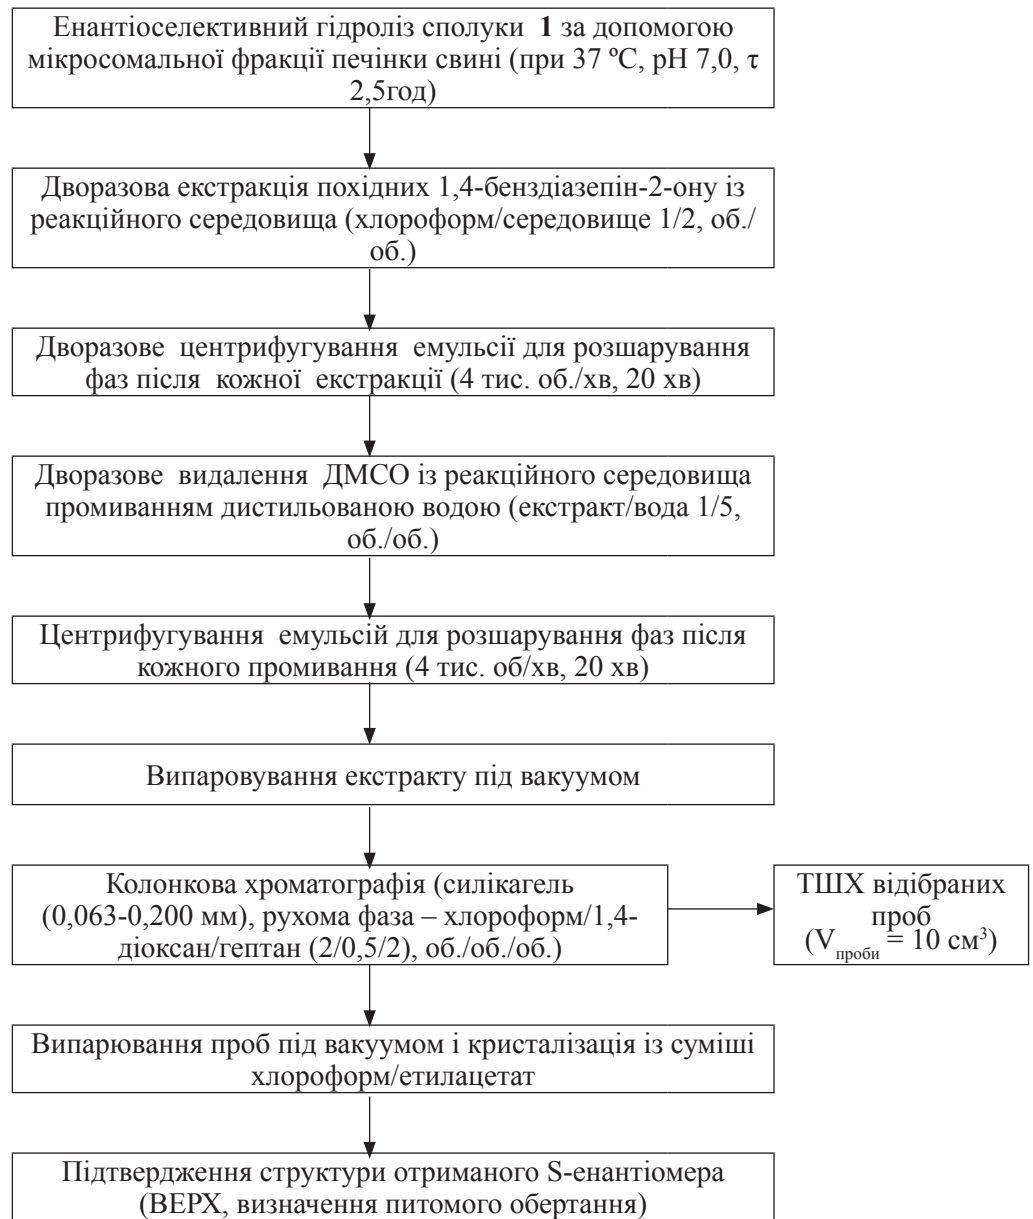 Енантіоселективний гідроліз сполуки 1 за допомогою
мікросомальної фракції печінки свині (при 37 ºС, рН 7,0, τ
2,5год)
Дворазова екстракція похідних 1,4-бенздіазепін-2-ону із
реакційного середовища (хлороформ/середовище 1/2, об./
об.)
Дворазове центрифугування емульсії для розшарування
фаз після кожної екстракції (4 тис. об./хв, 20 хв)
Дворазове видалення ДМСО із реакційного середовища
промиванням дистильованою водою (екстракт/вода 1/5,
об./об.)
Центрифугування емульсій для розшарування фаз після
кожного промивання (4 тис. об/хв, 20 хв)
Випаровування екстракту під вакуумом
Колонкова хроматографія (силікагель
(0,063-0,200 мм), рухома фаза – хлороформ/1,4-
діоксан/гептан (2/0,5/2), об./об./об.)
ТШХ відібраних
проб
(Vпроби = 10 см³)
Випарювання проб під вакуумом і кристалізація із суміші
хлороформ/етилацетат
Підтвердження структури отриманого S-енантіомера
(ВЕРХ, визначення питомого обертання)